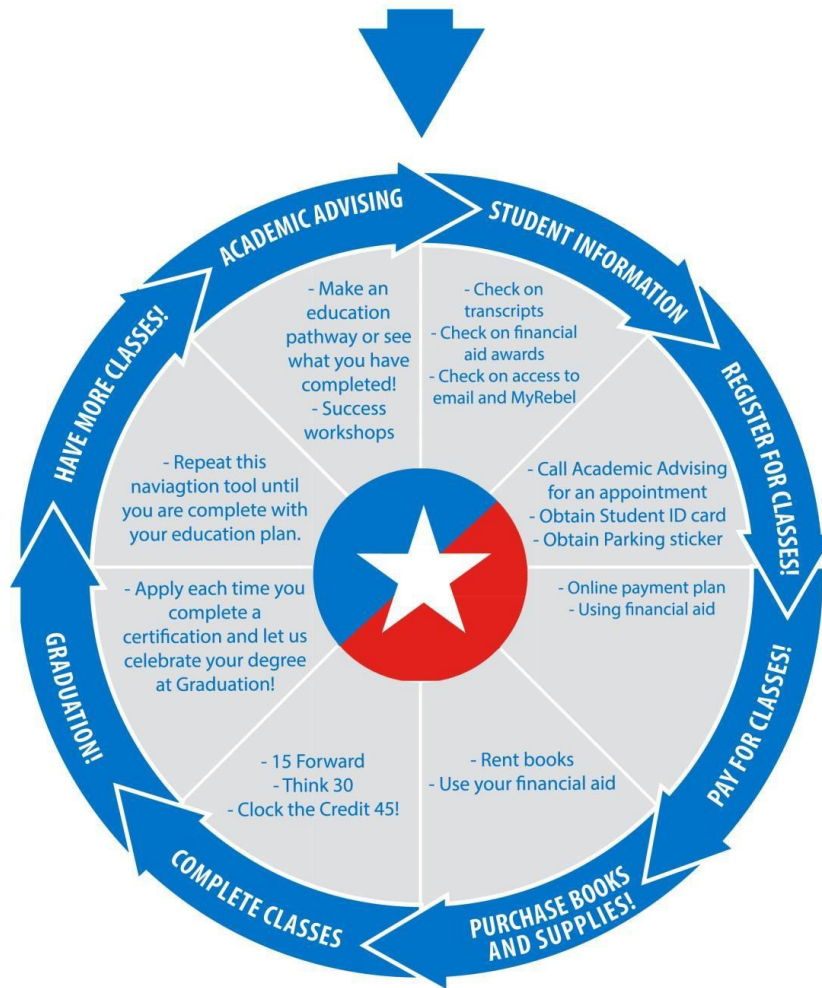 ACADEMIC ADVISING
- Make an
education
pathway or see
what you have
completed!
- Success
workshops
STUDENT INFORMATION
- Check on
transcripts
- Check on financial
aid awards
- Check on access to
email and MyRebel
REGISTER FOR CLASSES!
- Call Academic Advising
for an appointment
- Obtain Student ID card
- Obtain Parking sticker
PAY FOR CLASSES!
- Online payment plan
- Using financial aid
PURCHASE BOOKS
AND SUPPLIES!
- Rent books
- Use your financial aid
COMPLETE CLASSES
- 15 Forward
- Think 30
- Clock the Credit 45!
GRADUATION!
- Apply each time you
complete a
certification and let us
celebrate your degree
at Graduation!
HAVE MORE CLASSES!
- Repeat this
naviagtion tool until
you are complete with
your education plan.